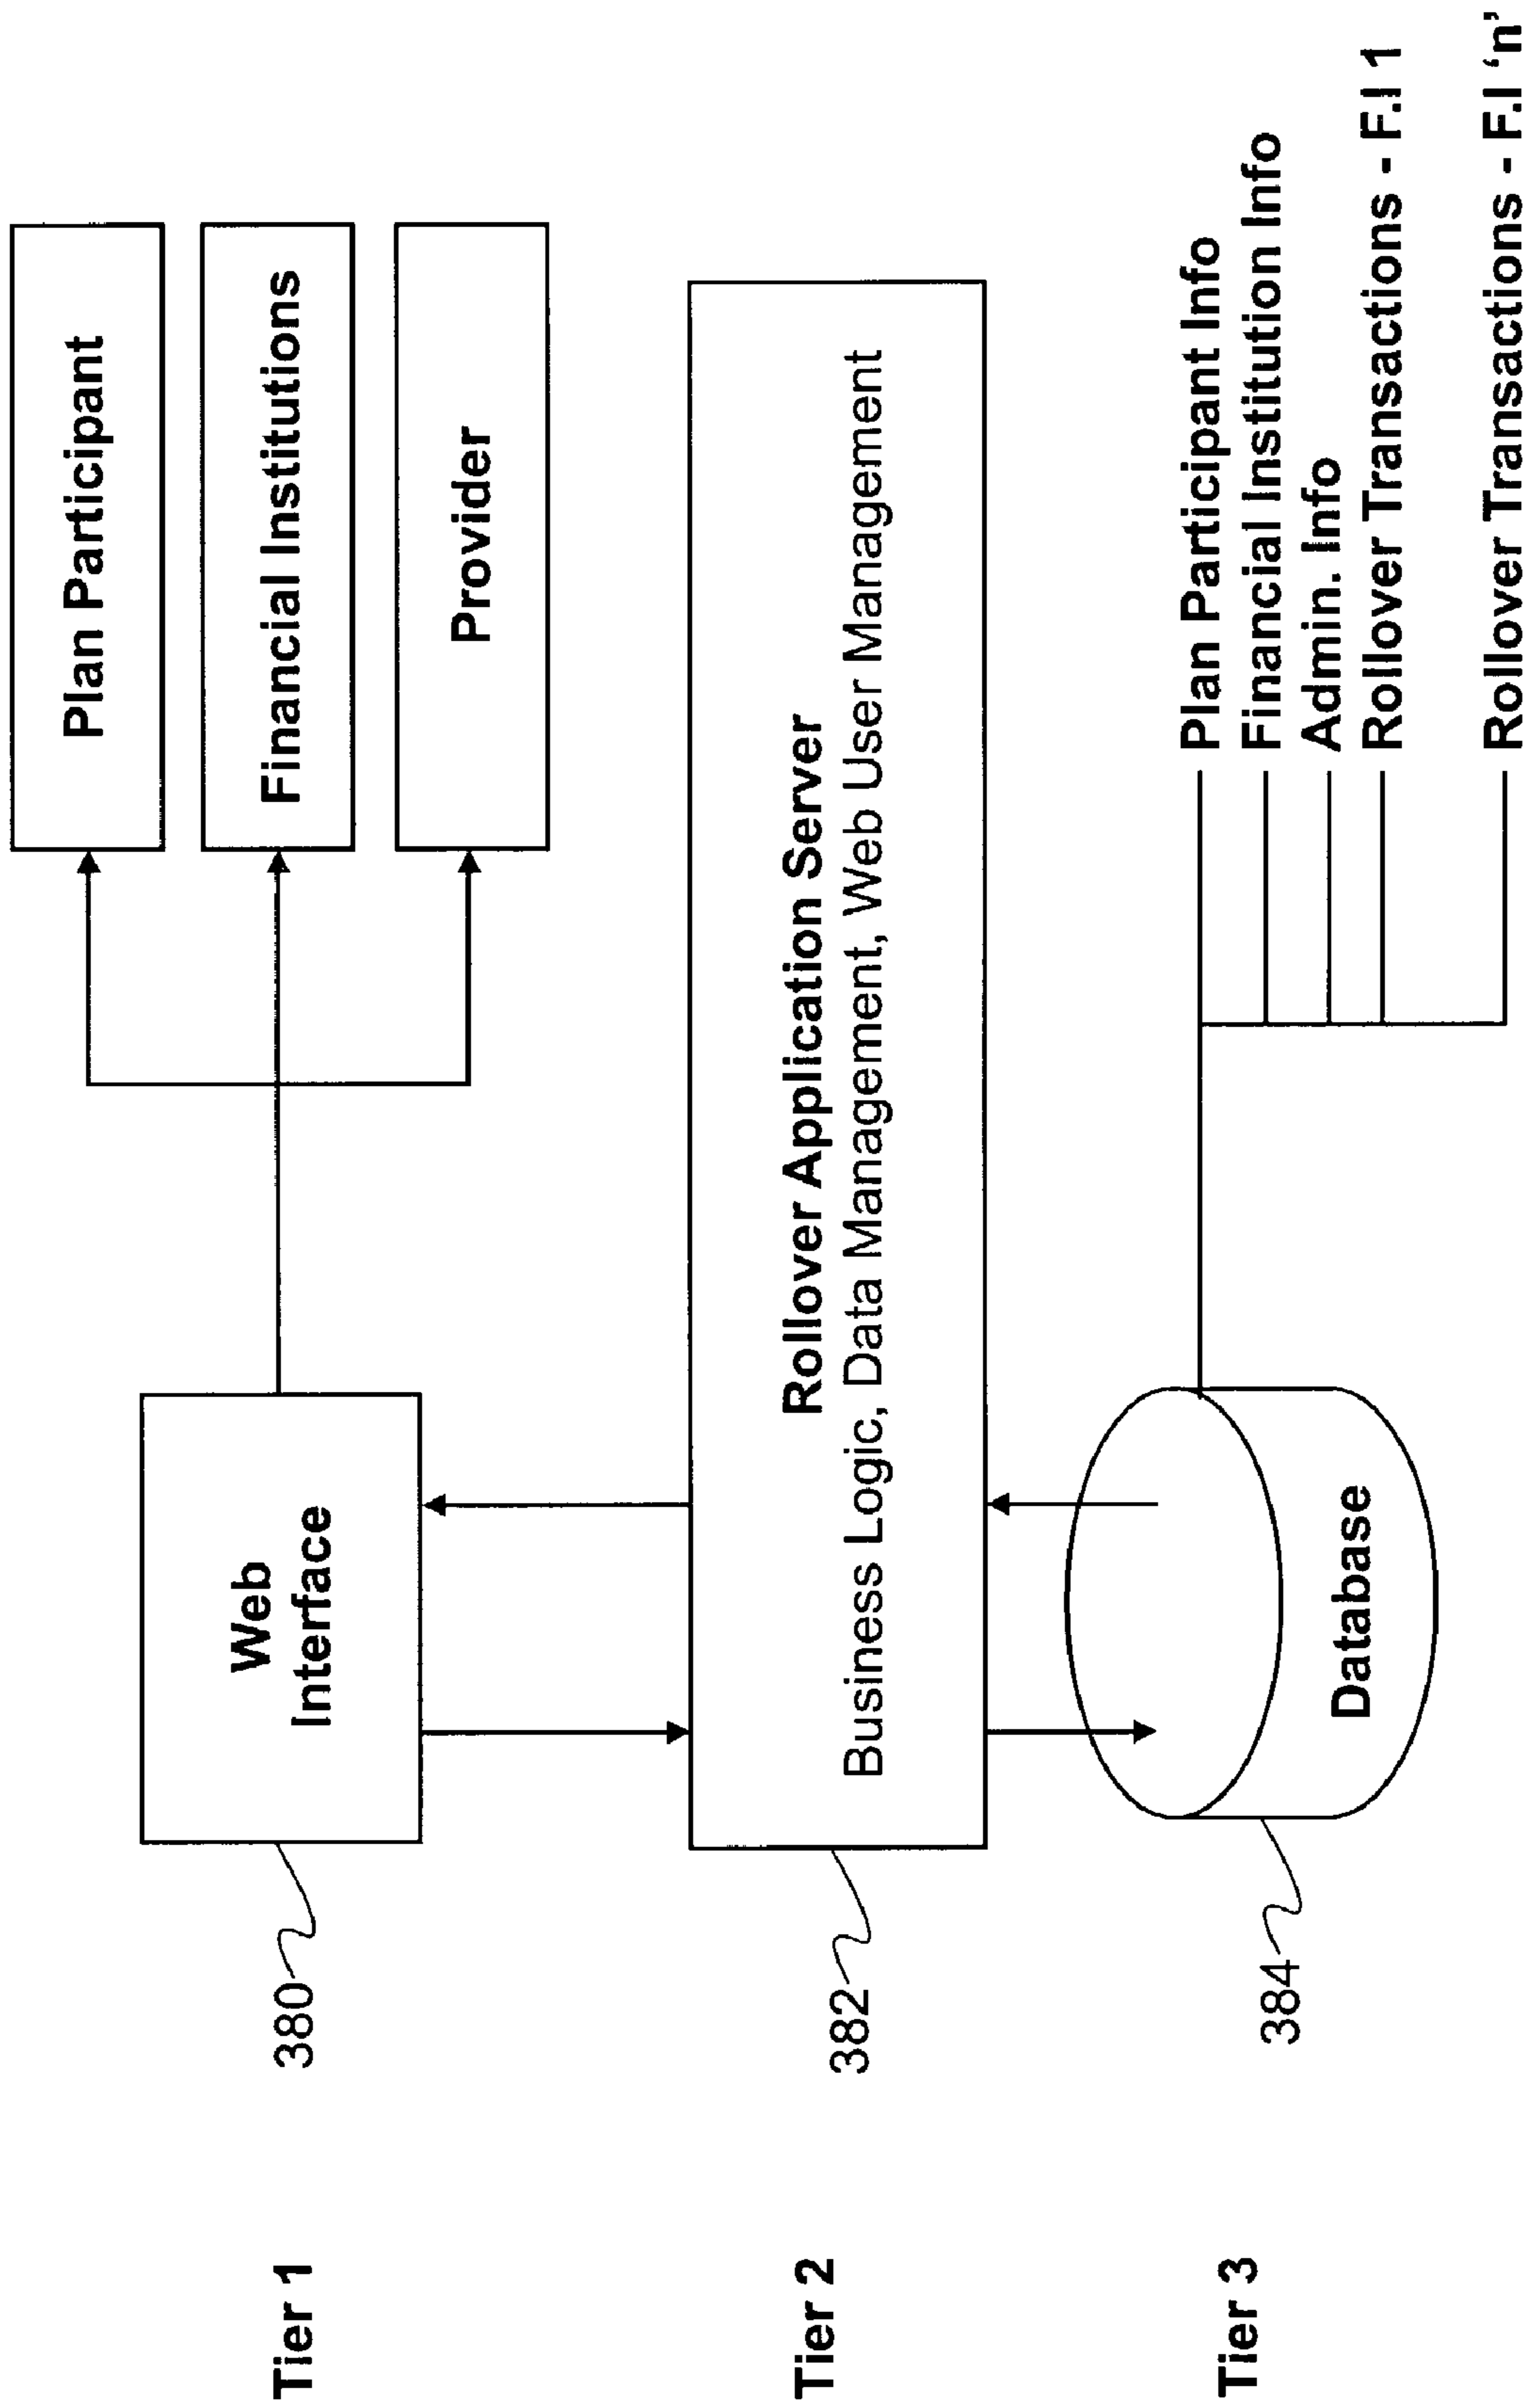 Tier 1
380
Web
Interface
Plan Participant
Financial Institutions
Provider
Tier 2
382
Rollover Application Server
Business Logic, Data Management, Web User Management
Tier 3
384
Database
Plan Participant Info
Financial Institution Info
Admin. Info
Rollover Transactions - F.I 1
Rollover Transactions - F.I ‘n’